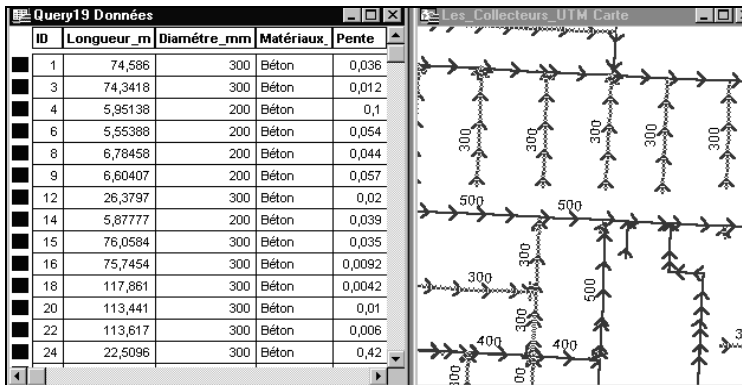 Query19 Données
ID Longueur_m Diamétre_mm Matériaux_ Pente
1 74,586 300 Béton 0,036
3 74,3418 300 Béton 0,012
4 5,95138 200 Béton 0,1
6 5,55388 200 Béton 0,054
8 6,78458 200 Béton 0,044
9 6,60407 200 Béton 0,057
12 26,3797 300 Béton 0,02
14 5,87777 200 Béton 0,039
15 76,0584 300 Béton 0,035
16 75,7454 300 Béton 0,0092
18 117,861 300 Béton 0,0042
20 113,441 300 Béton 0,01
22 113,617 300 Béton 0,006
24 22,5096 300 Béton 0,42
Les_Collecteurs_UTM Carte
300 300 300 300 300
500 500
300
300
500
300
400 400
300 300
3